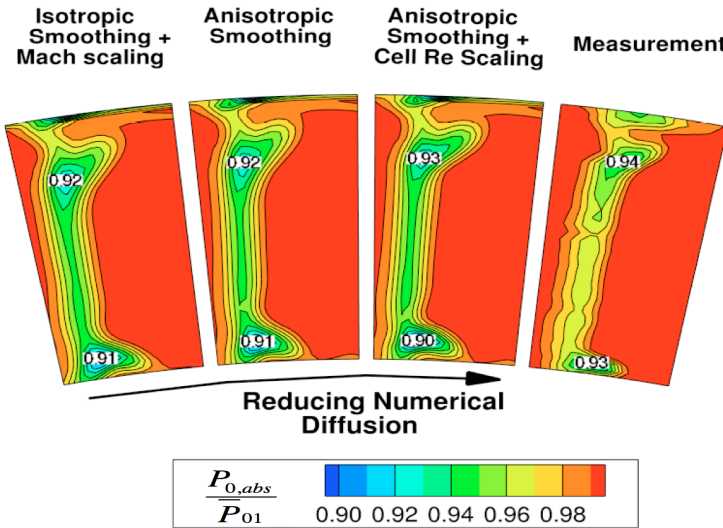 Isotropic
Smoothing +
Mach scaling
Anisotropic
Smoothing
Anisotropic
Smoothing +
Cell Re Scaling
Measurement
0.92
0.92
0.93
0.94
0.91
0.91
0.90
0.93
Reducing Numerical
Diffusion
P0,abs
P01
0.90 0.92 0.94 0.96 0.98